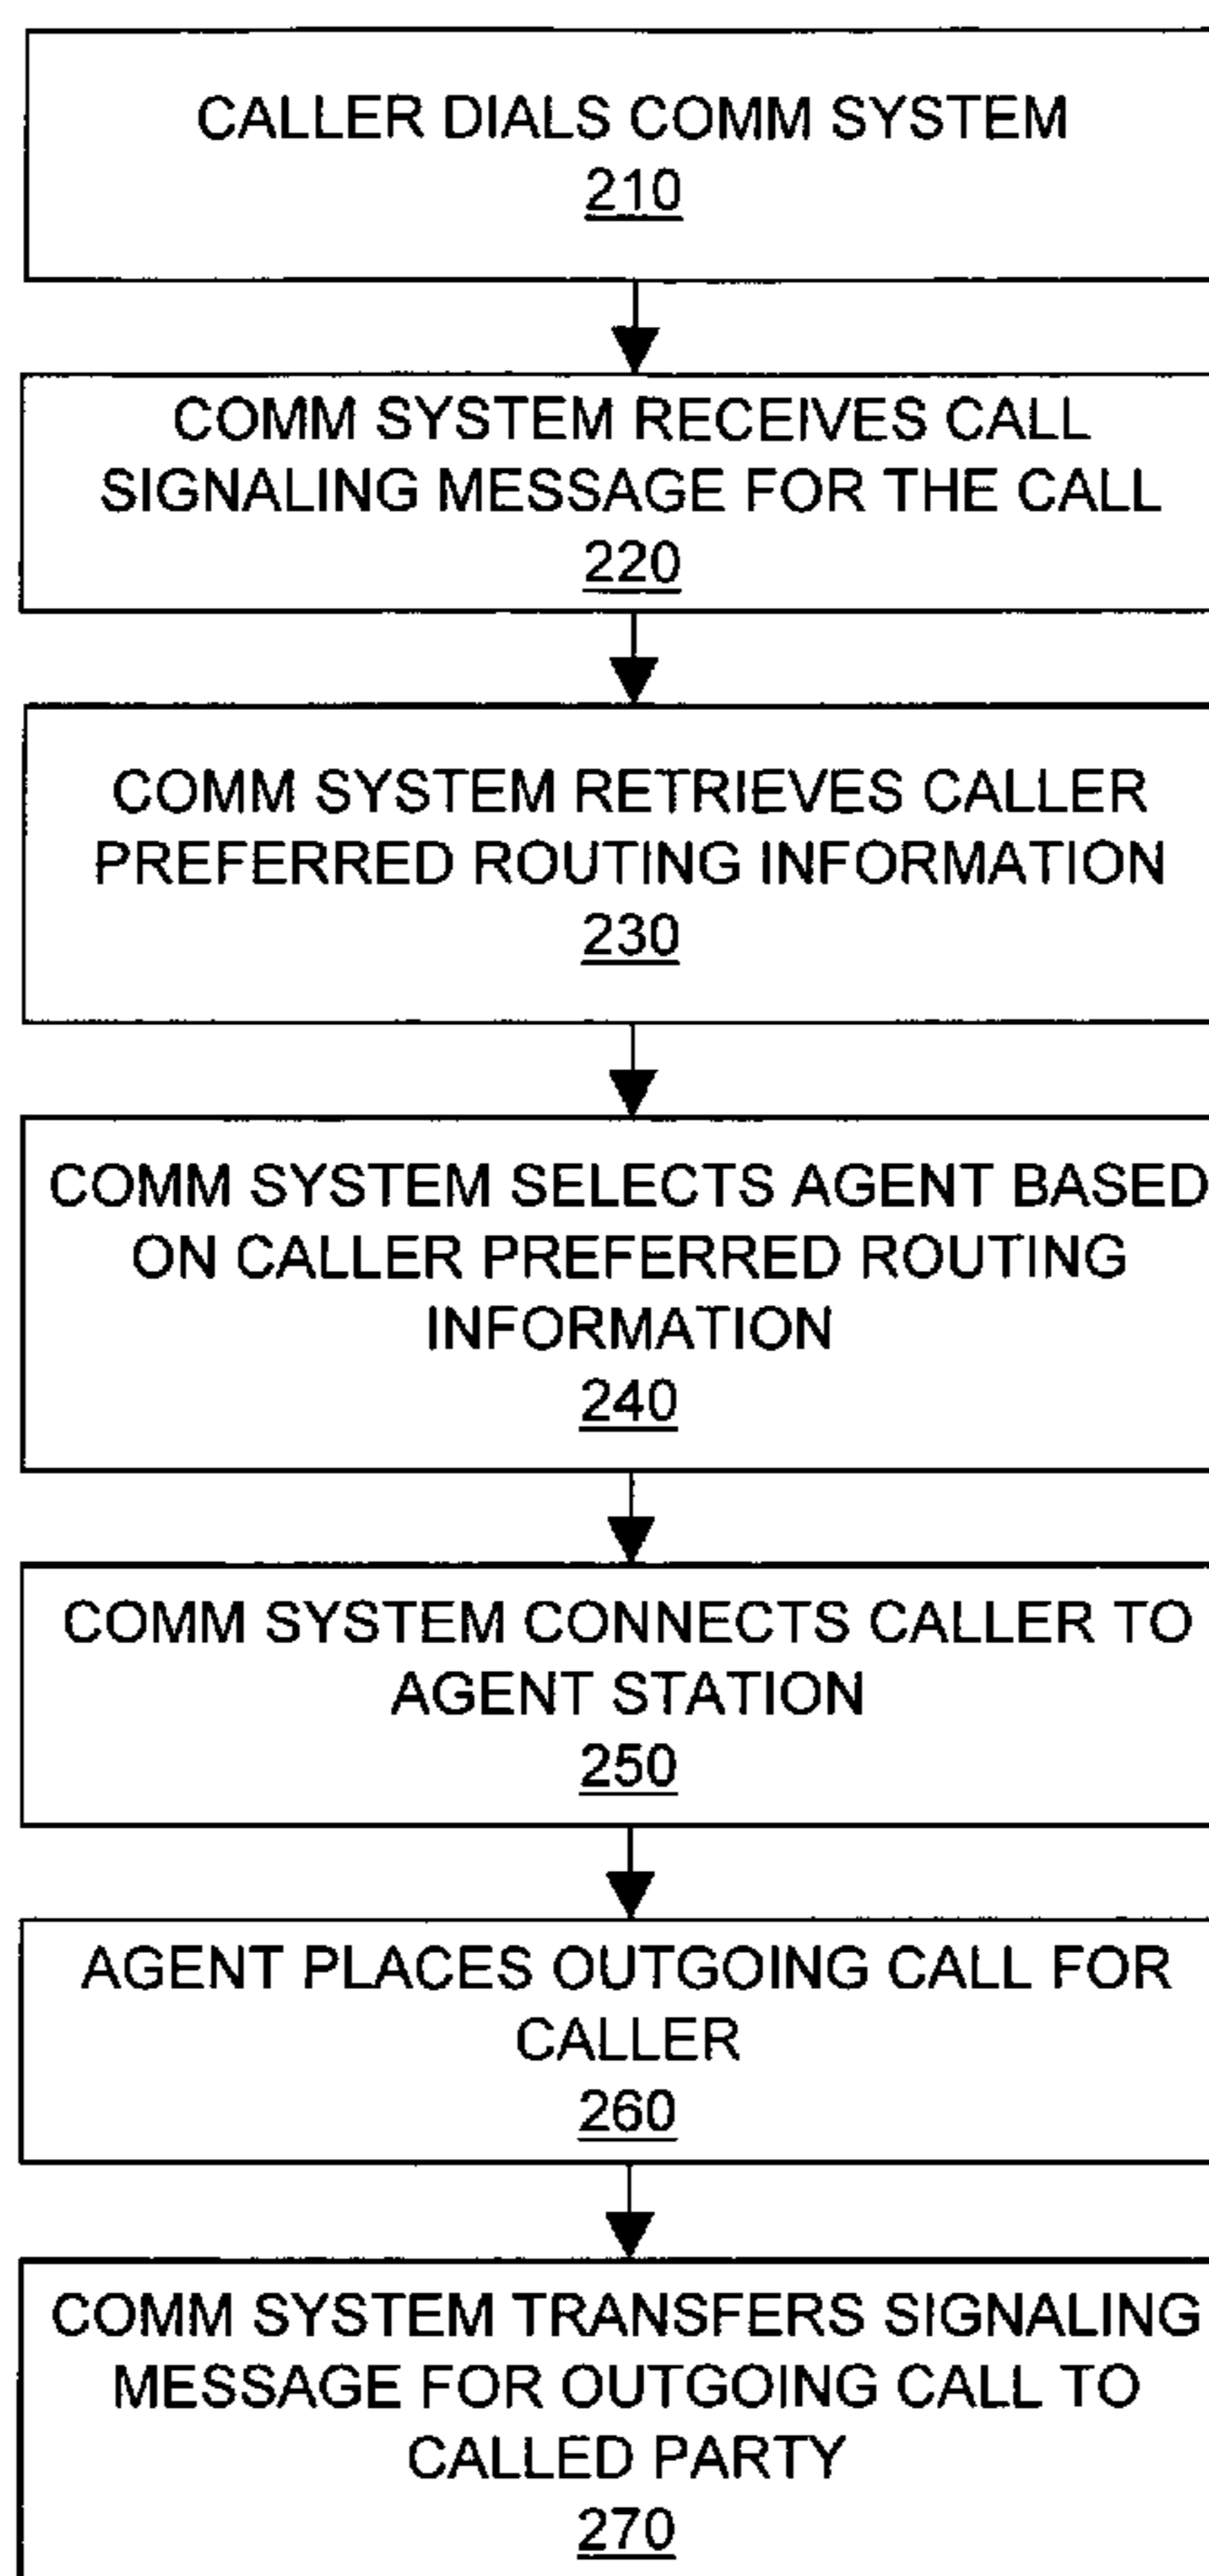 CALLER DIALS COMM SYSTEM
210
COMM SYSTEM RECEIVES CALL
SIGNALING MESSAGE FOR THE CALL
220
COMM SYSTEM RETRIEVES CALLER
PREFERRED ROUTING INFORMATION
230
COMM SYSTEM SELECTS AGENT BASED
ON CALLER PREFERRED ROUTING
INFORMATION
240
COMM SYSTEM CONNECTS CALLER TO
AGENT STATION
250
AGENT PLACES OUTGOING CALL FOR
CALLER
260
COMM SYSTEM TRANSFERS SIGNALING
MESSAGE FOR OUTGOING CALL TO
CALLED PARTY
270